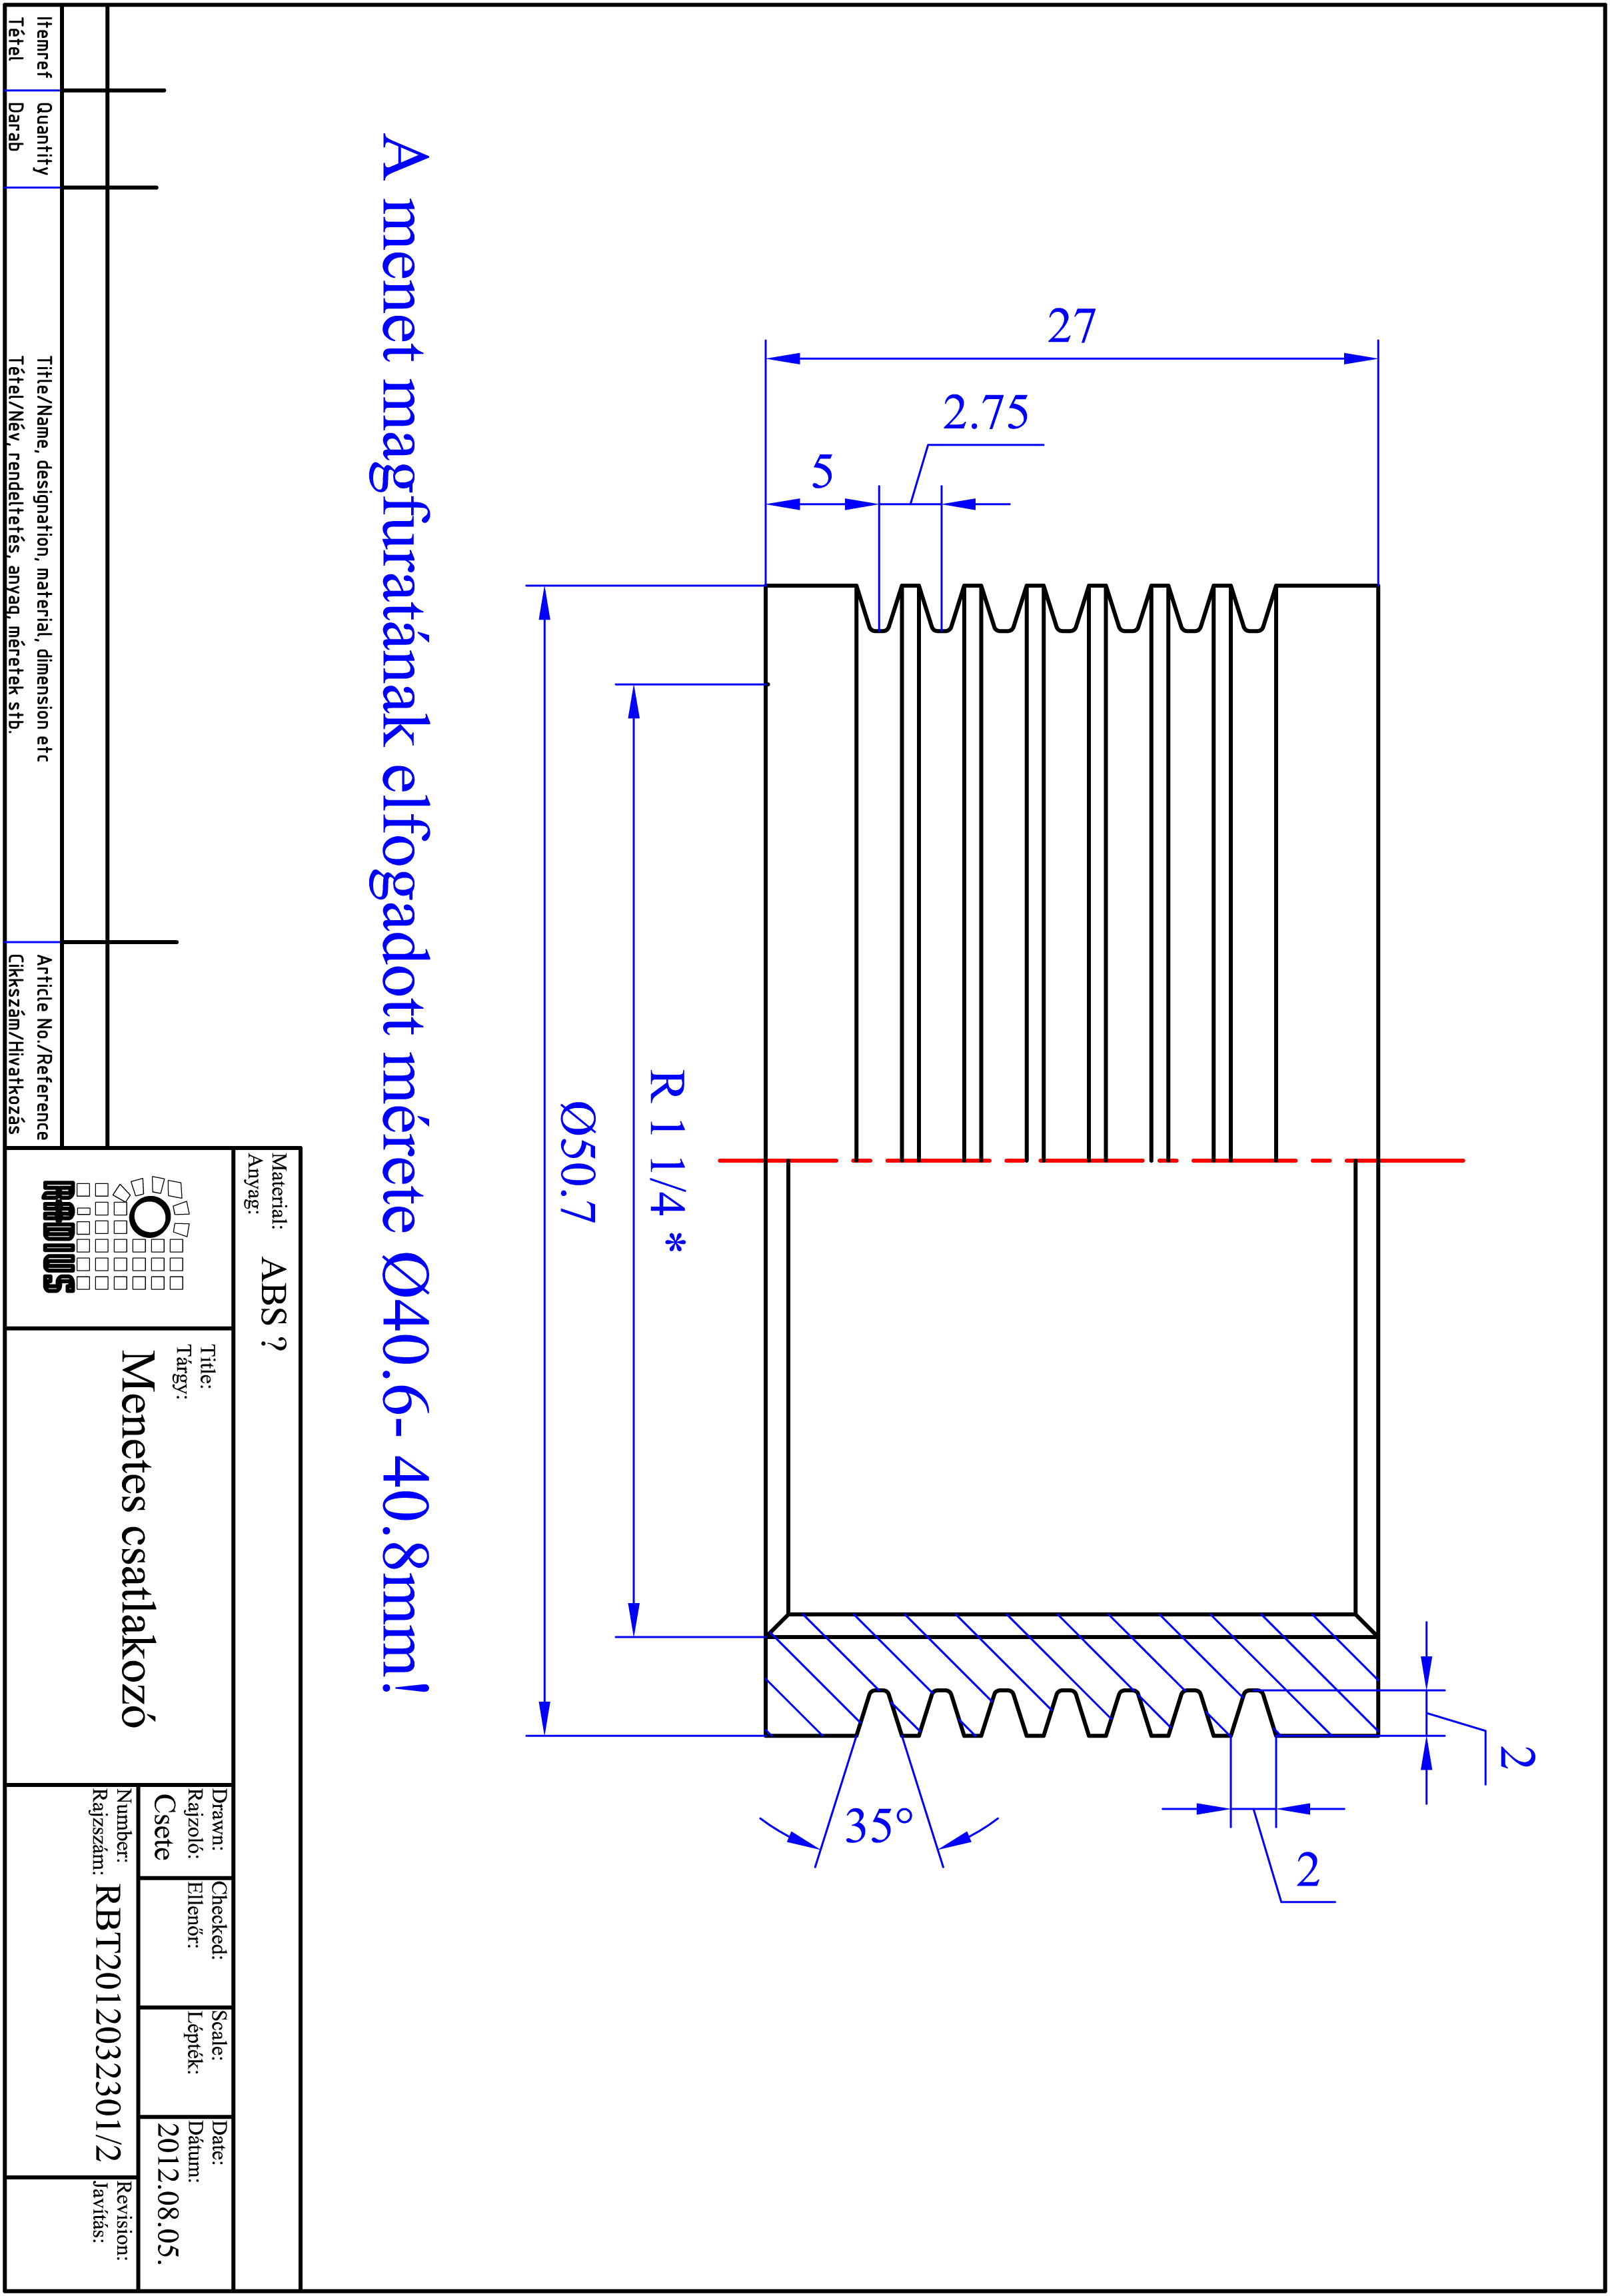 27
2.75
5
2
2
35°
R 1 1/4 *
Ø50.7
A menet magfuratának elfogadott mérete Ø40.6- 40.8mm!
Itemref
Tétel
Quantity
Darab
Title/Name, designation, material, dimension etc
Tétel/Név, rendeltetés, anyag, méretek stb.
Article No./Reference
Cikkszám/Hivatkozás
Material:
Anyag:
ABS ?
RADIUS
Title:
Tárgy:
Menetes csatlakozó
Drawn:
Rajzoló:
Csete
Checked:
Ellenőr:
Scale:
Lépték:
Date:
Dátum:
2012.08.05.
Number:
Rajzszám:
RBT2012032301/2
Revision:
Javítás: